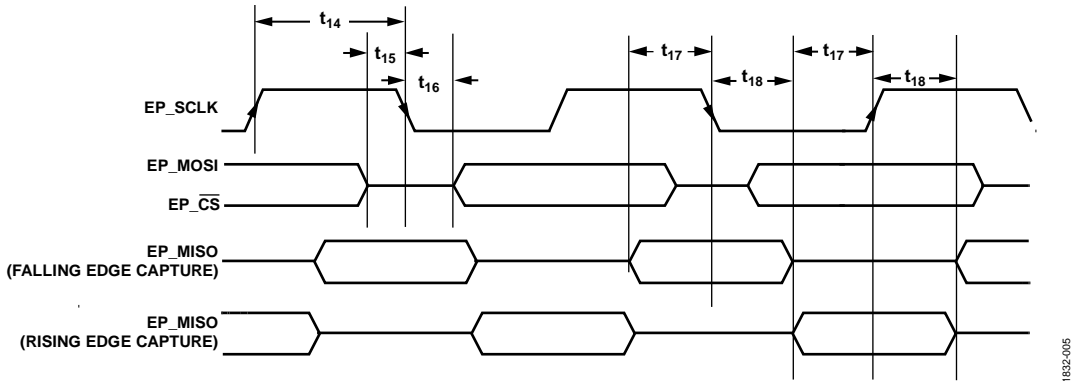 t14
t15
t16
t17
t17
t18
t18
EP_SCLK
EP_MOSI
EP_C̅S̅
EP_MISO
(FALLING EDGE CAPTURE)
EP_MISO
(RISING EDGE CAPTURE)
1832-005